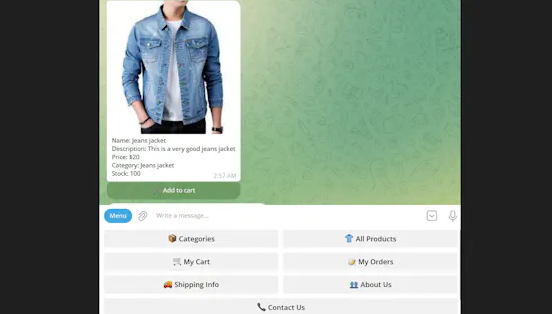 Name: Jeans jacket
Description: This is a very good jeans jacket
Price: $20
Category: Jeans jacket
Stock: 100
2:57 AM
Add to cart
Menu
Write a message...
📦 Categories
👕 All Products
🛒 My Cart
📝 My Orders
🚚 Shipping Info
👥 About Us
📞 Contact Us